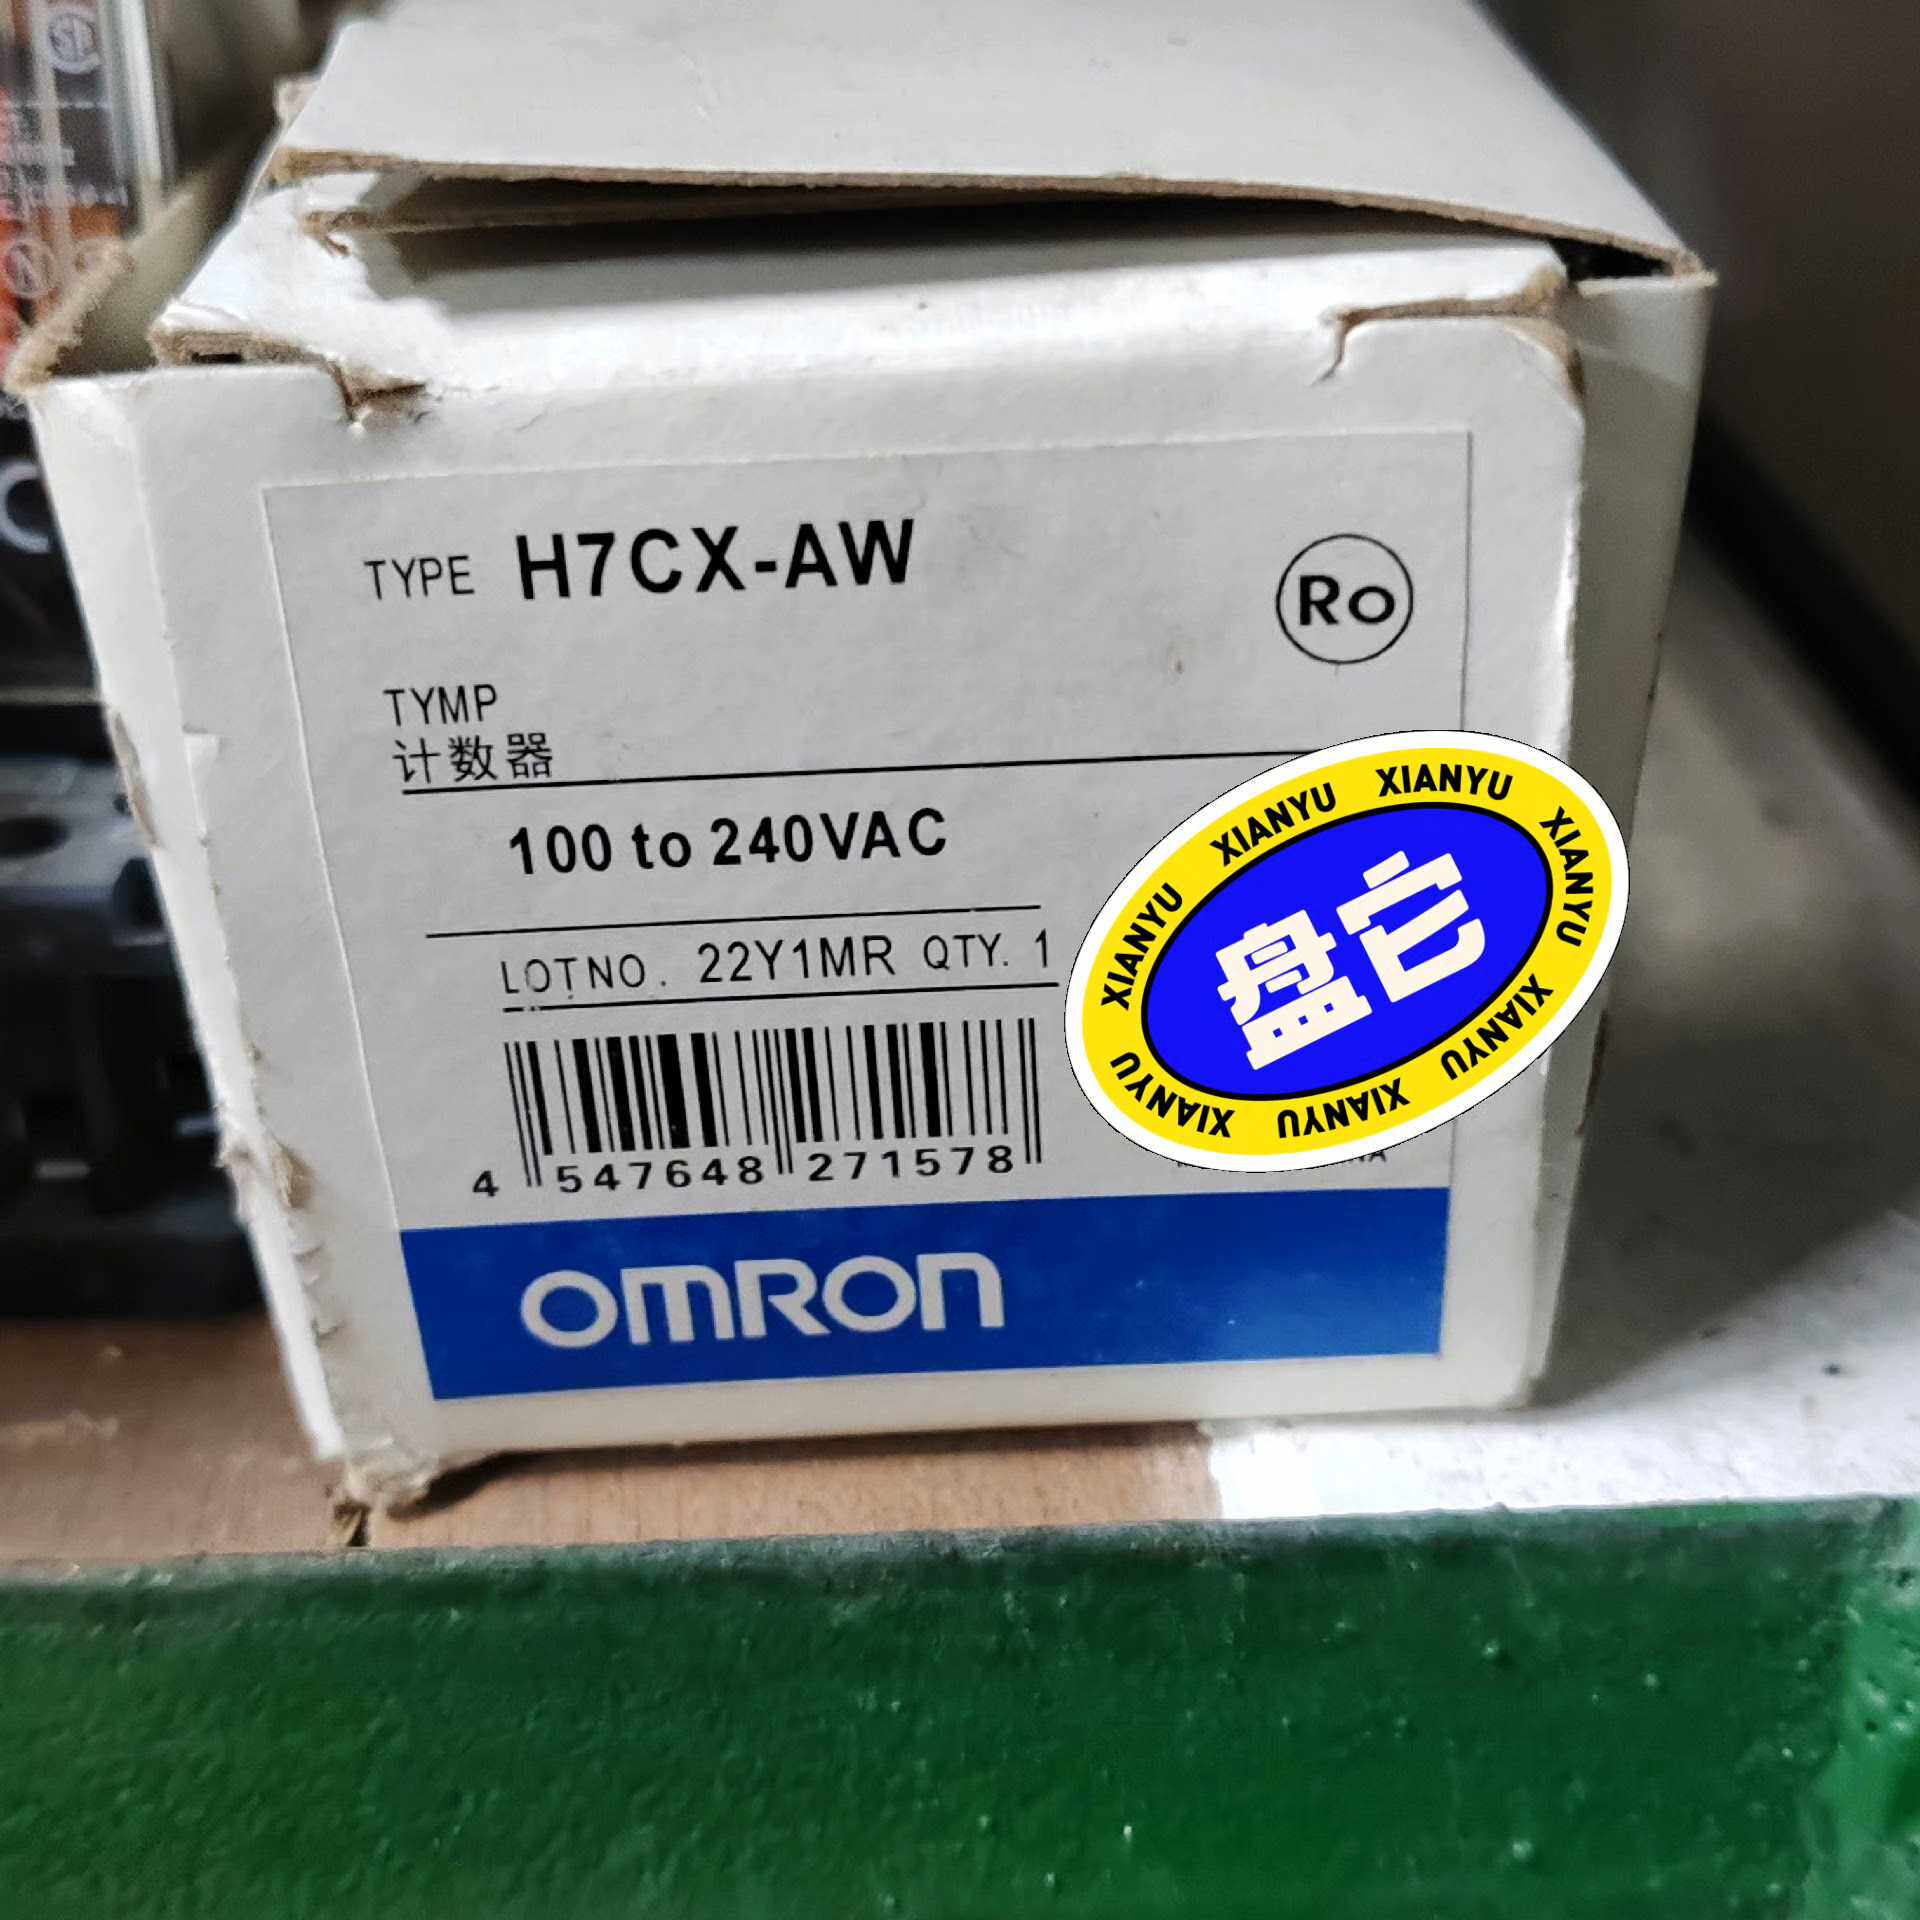 TYPE H7CX-AW
Ro
TYMP
计数器
100 to 240VAC
LOTNO. 22Y1MR QTY. 1
4 547648 271578
OMRON
XIANYU XIANYU XIANYU XIANYU XIANYU XIANYU XIANYU XIANYU
盘它